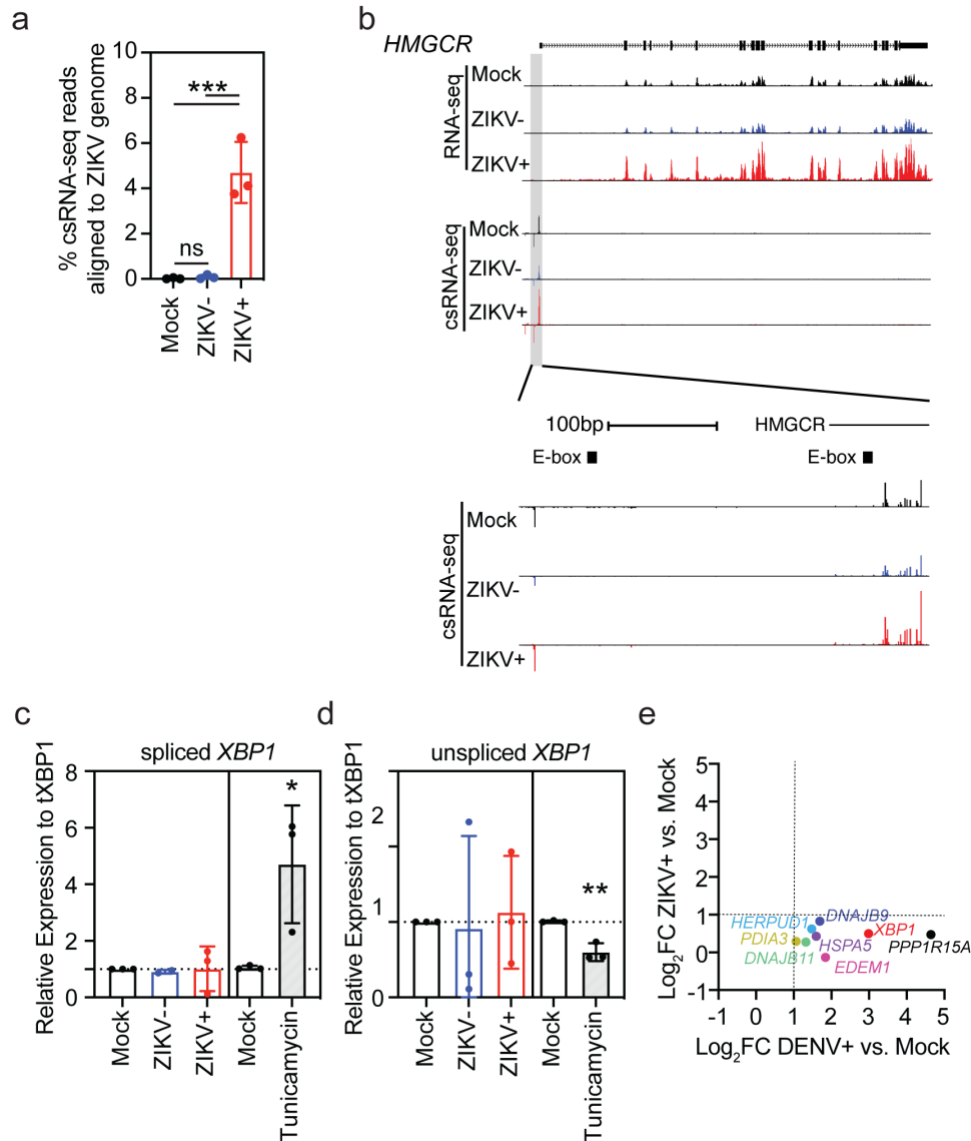 a
% csRNA-seq reads
aligned to ZIKV genome
10
8
6
4
2
0
***
ns
Mock
ZIKV-
ZIKV+
b
HMGCR
RNA-seq
Mock
ZIKV-
ZIKV+
csRNA-seq
Mock
ZIKV-
ZIKV+
100bp
HMGCR
E-box
E-box
csRNA-seq
Mock
ZIKV-
ZIKV+
c
spliced XBP1
Relative Expression to tXBP1
8
6
4
2
0
*
Mock
ZIKV-
ZIKV+
Mock
Tunicamycin
d
unspliced XBP1
Relative Expression to tXBP1
2
1
0
**
Mock
ZIKV-
ZIKV+
Mock
Tunicamycin
e
Log2FC ZIKV+ vs. Mock
5
4
3
2
1
0
-1
DNAJB9
HERPUD1
XBP1
PDIA3
HSPA5
PPP1R15A
DNAJB11
EDEM1
-1 0 1 2 3 4 5
Log2FC DENV+ vs. Mock